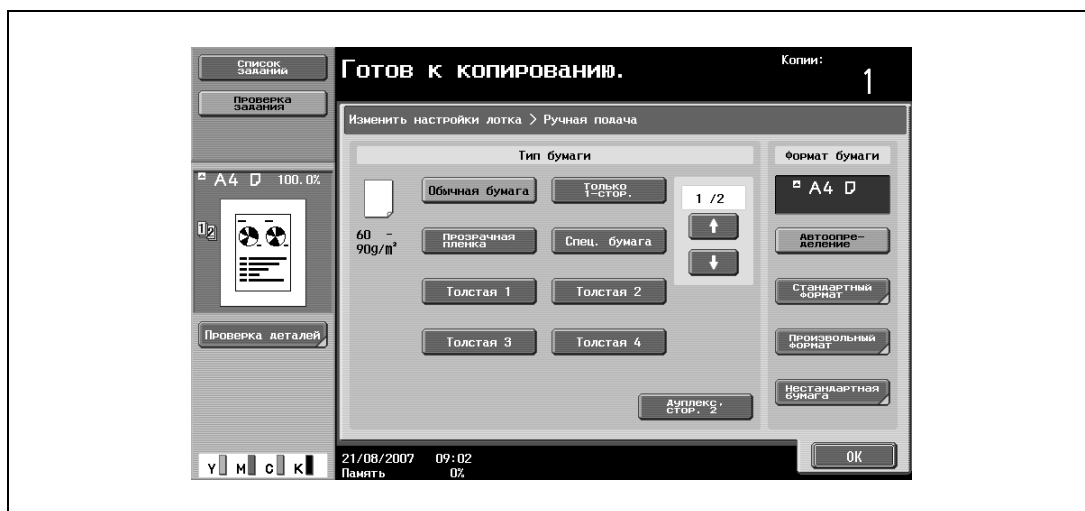 Список
заданий
Проверка
задания
A4 100.0%
1 2
Проверка деталей
Y M C K
Готов к копированию.
Копии:
1
Изменить настройки лотка > Ручная подача
Тип бумаги
60 -
90g/m²
Обычная бумага
Только
1-стор.
Прозрачная
пленка
Спец. бумага
Толстая 1
Толстая 2
Толстая 3
Толстая 4
1 /2
↑
↓
Дуплекс,
стор. 2
Формат бумаги
A4
Автоопре-
деление
Стандартный
формат
Произвольный
формат
Нестандартная
бумага
21/08/2007 09:02
Память 0%
OK